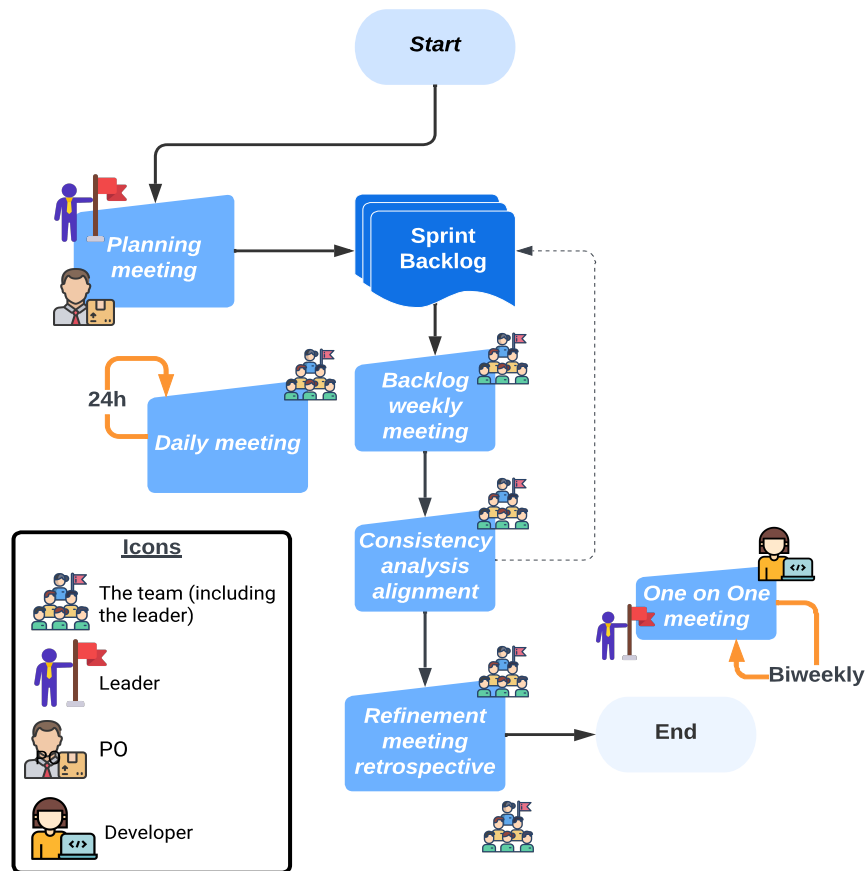 Start
Planning
meeting
Sprint
Backlog
Backlog
weekly
meeting
24h
Daily meeting
Consistency
analysis
alignment
One on One
meeting
Biweekly
Refinement
meeting
retrospective
End
Icons
The team (including
the leader)
Leader
PO
Developer